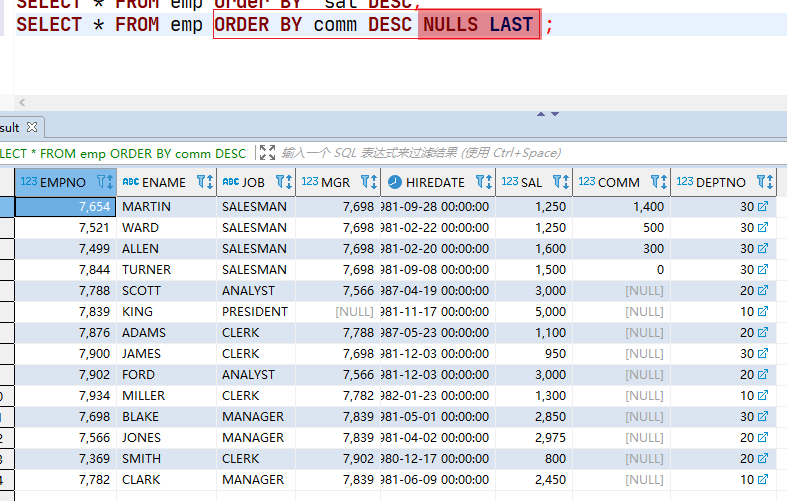 SELECT * FROM emp order BY sal DESC,
SELECT * FROM emp ORDER BY comm DESC NULLS LAST ;
sult
LECT * FROM emp ORDER BY comm DESC 输入一个 SQL 表达式来过滤结果 (使用 Ctrl+Space)
123 EMPNO ABC ENAME ABC JOB 123 MGR HIREDATE 123 SAL 123 COMM 123 DEPTNO
7,654 MARTIN SALESMAN 7,698 981-09-28 00:00:00 1,250 1,400 30
7,521 WARD SALESMAN 7,698 981-02-22 00:00:00 1,250 500 30
7,499 ALLEN SALESMAN 7,698 981-02-20 00:00:00 1,600 300 30
7,844 TURNER SALESMAN 7,698 981-09-08 00:00:00 1,500 0 30
7,788 SCOTT ANALYST 7,566 987-04-19 00:00:00 3,000 [NULL] 20
7,839 KING PRESIDENT [NULL] 981-11-17 00:00:00 5,000 [NULL] 10
7,876 ADAMS CLERK 7,788 987-05-23 00:00:00 1,100 [NULL] 20
7,900 JAMES CLERK 7,698 981-12-03 00:00:00 950 [NULL] 30
7,902 FORD ANALYST 7,566 981-12-03 00:00:00 3,000 [NULL] 20
0 7,934 MILLER CLERK 7,782 982-01-23 00:00:00 1,300 [NULL] 10
1 7,698 BLAKE MANAGER 7,839 981-05-01 00:00:00 2,850 [NULL] 30
2 7,566 JONES MANAGER 7,839 981-04-02 00:00:00 2,975 [NULL] 20
3 7,369 SMITH CLERK 7,902 980-12-17 00:00:00 800 [NULL] 20
4 7,782 CLARK MANAGER 7,839 981-06-09 00:00:00 2,450 [NULL] 10